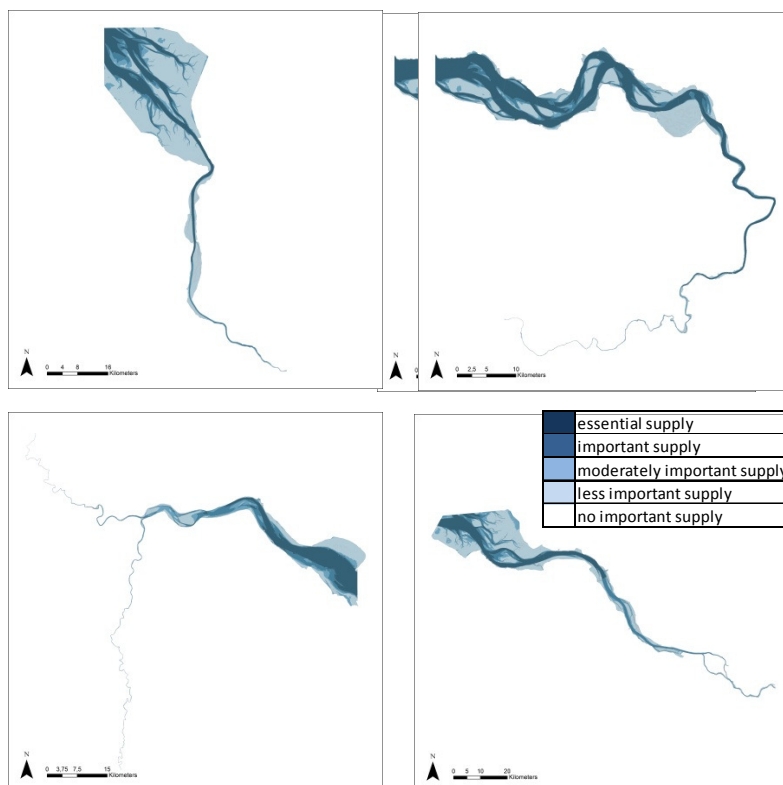 N
0 4 8 16
Kilometers
N
0
N
0 2,5 5 10
Kilometers
essential supply
important supply
moderately important supply
less important supply
no important supply
N
0 3,75 7,5 15
Kilometers
N
0 5 10 20
Kilometers